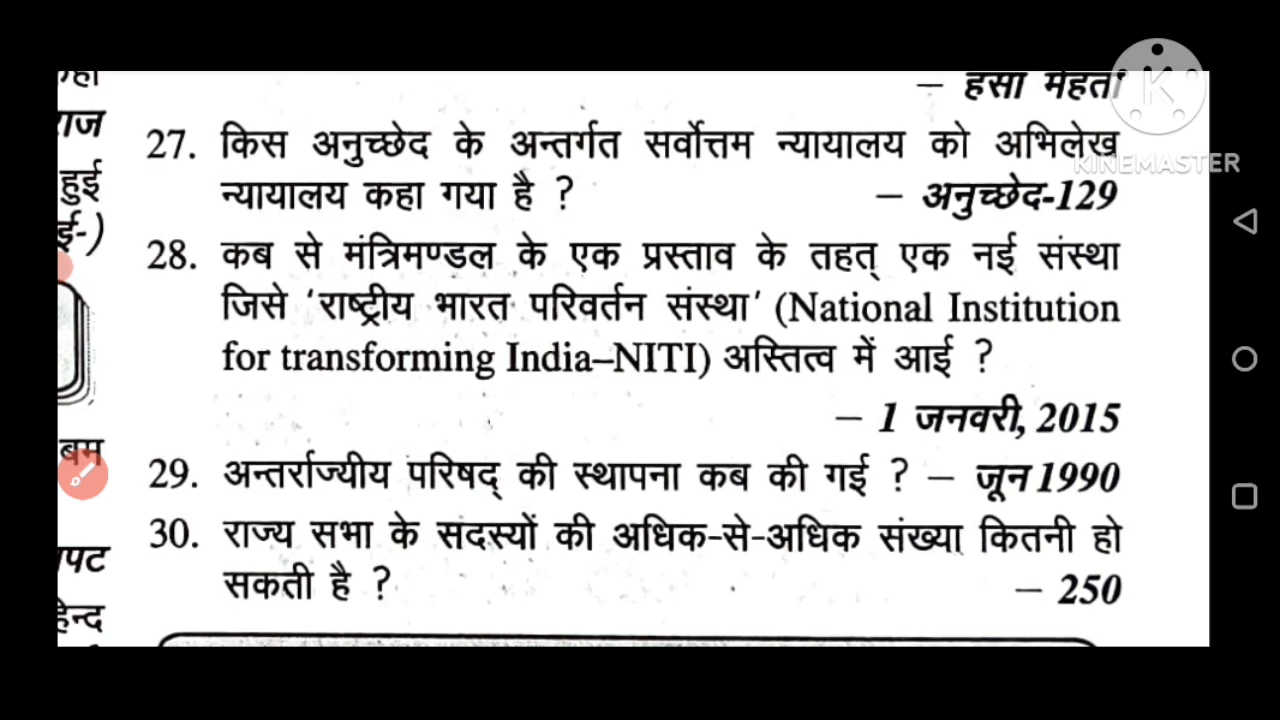 – हंसा मेहता
राज
27. किस अनुच्छेद के अन्तर्गत सर्वोत्तम न्यायालय को अभिलेख
KINEMASTER
हुई
न्यायालय कहा गया है ? – अनुच्छेद-129
ई-)
28. कब से मंत्रिमण्डल के एक प्रस्ताव के तहत् एक नई संस्था
जिसे ‘राष्ट्रीय भारत परिवर्तन संस्था’ (National Institution
for transforming India–NITI) अस्तित्व में आई ?
– 1 जनवरी, 2015
बम
29. अन्तर्राज्यीय परिषद् की स्थापना कब की गई ? – जून 1990
30. राज्य सभा के सदस्यों की अधिक-से-अधिक संख्या कितनी हो
पट
सकती है ? – 250